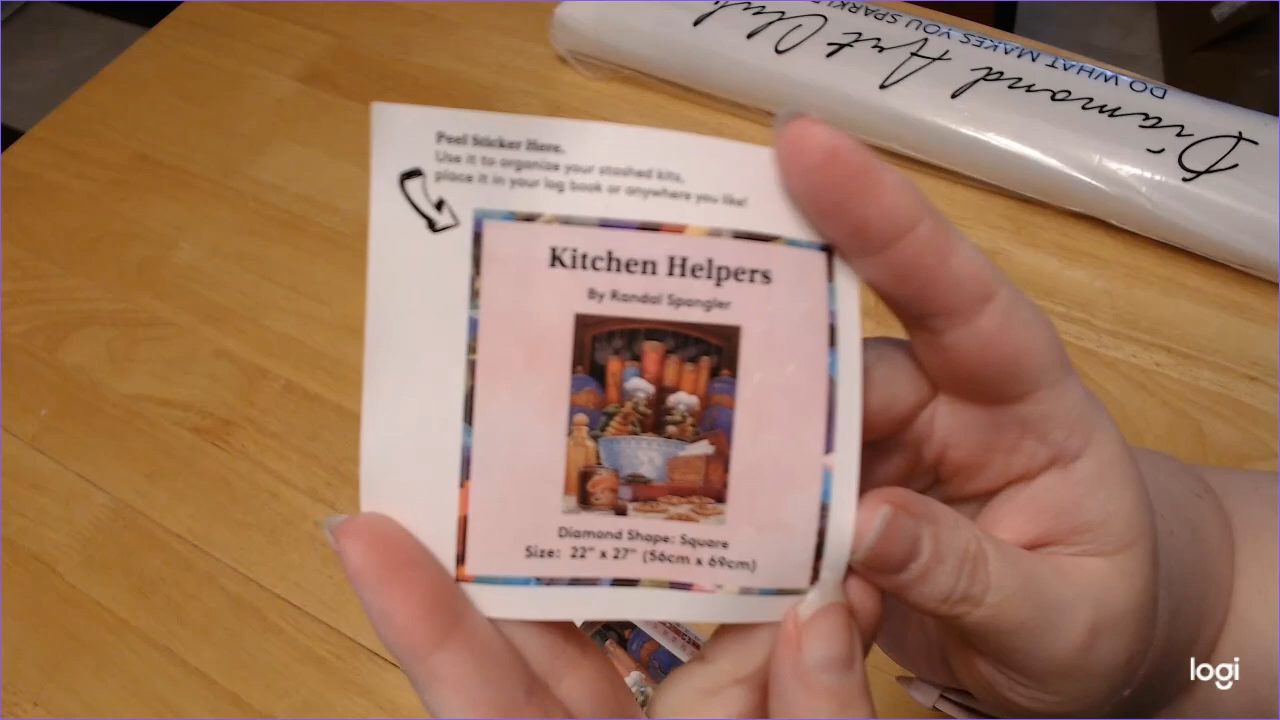 Diamond Art Club
DO WHAT MAKES YOU SPARKLE
Peel Sticker Here.
Use it to organize your stashed kits,
place it in your log book or anywhere you like!
Kitchen Helpers
By Randal Spangler
Diamond Shape: Square
Size: 22" x 27" (56cm x 69cm)
logi